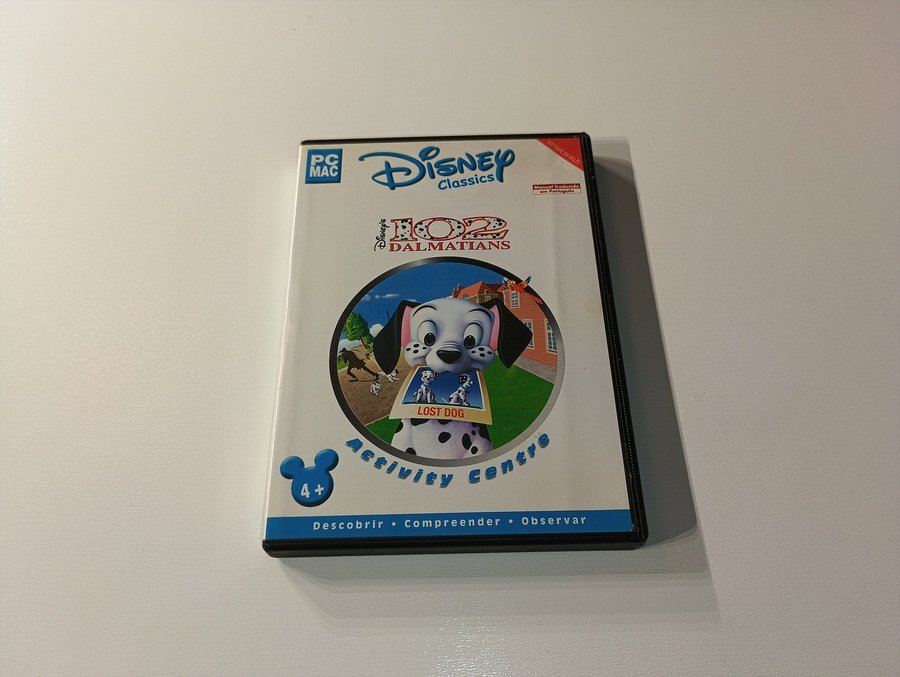 PC
MAC
Disney
Classics
Manual Traduzido
em Português
Disney's
102
DALMATIANS
LOST DOG
Activity Centre
4+
Descobrir • Compreender • Observar